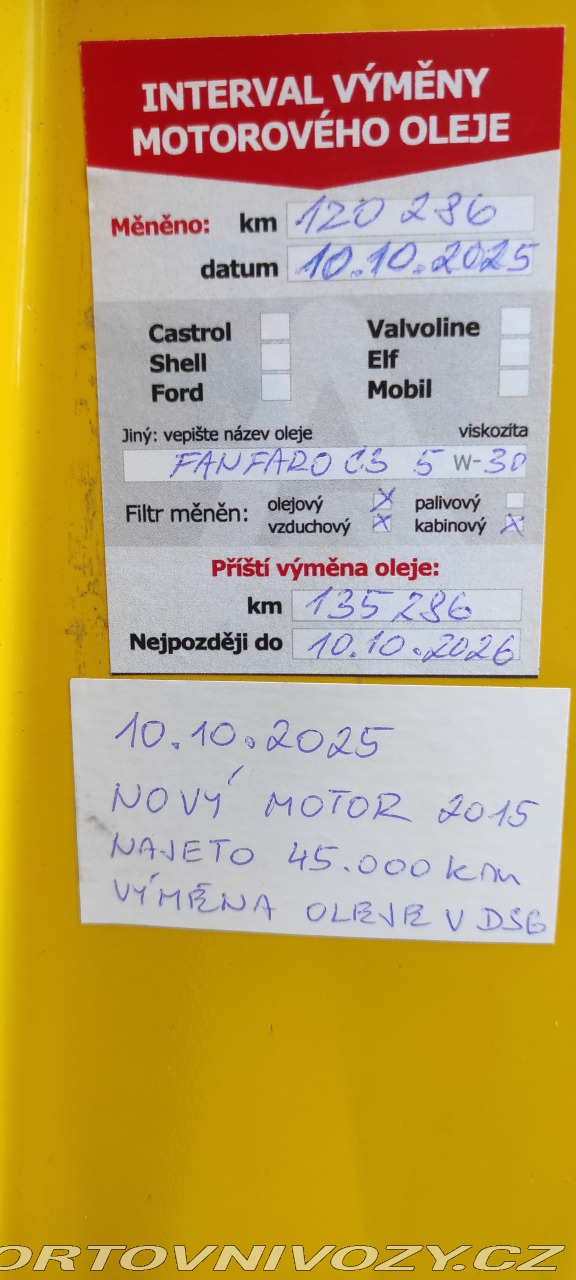 INTERVAL VÝMĚNY
MOTOROVÉHO OLEJE
Měněno: km 120 286
datum 10.10.2025
Castrol Valvoline
Shell Elf
Ford Mobil
Jiný: vepište název oleje viskozita
FANFARO C3 5 W-30
Filtr měněn: olejový X palivový
vzduchový X kabinový X
Příští výměna oleje:
km 135 286
Nejpozději do 10.10.2026
10.10.2025
NOVÝ MOTOR 2015
NAJETO 45.000 km
VÝMĚNA OLEJE V DSG
ORTOVNIVOZY.CZ